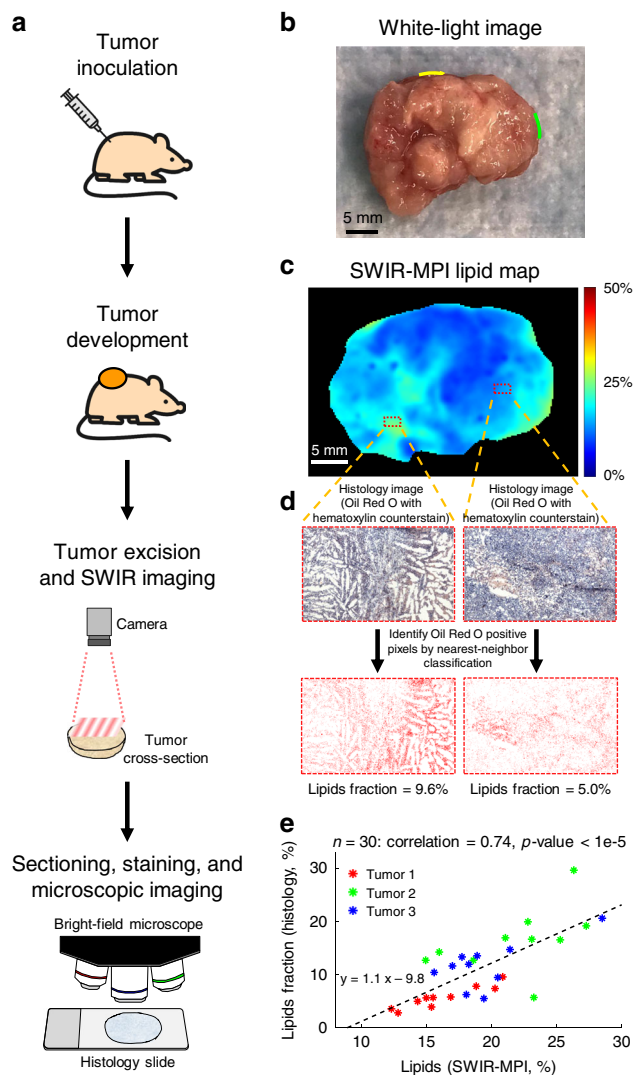 a
Tumor
inoculation
Tumor
development
Tumor excision
and SWIR imaging
Camera
Tumor
cross-section
Sectioning, staining, and
microscopic imaging
Bright-field microscope
Histology slide
b
White-light image
5 mm
c
SWIR-MPI lipid map
50%
25%
0%
5 mm
d
Histology image
(Oil Red O with
hematoxylin counterstain)
Histology image
(Oil Red O with
hematoxylin counterstain)
Identify Oil Red O positive
pixels by nearest-neighbor
classification
Lipids fraction = 9.6%
Lipids fraction = 5.0%
e
n = 30: correlation = 0.74, p-value < 1e-5
Lipids fraction (histology, %)
30
20
10
0
Tumor 1
Tumor 2
Tumor 3
y = 1.1 x – 9.8
10
15
20
25
30
Lipids (SWIR-MPI, %)